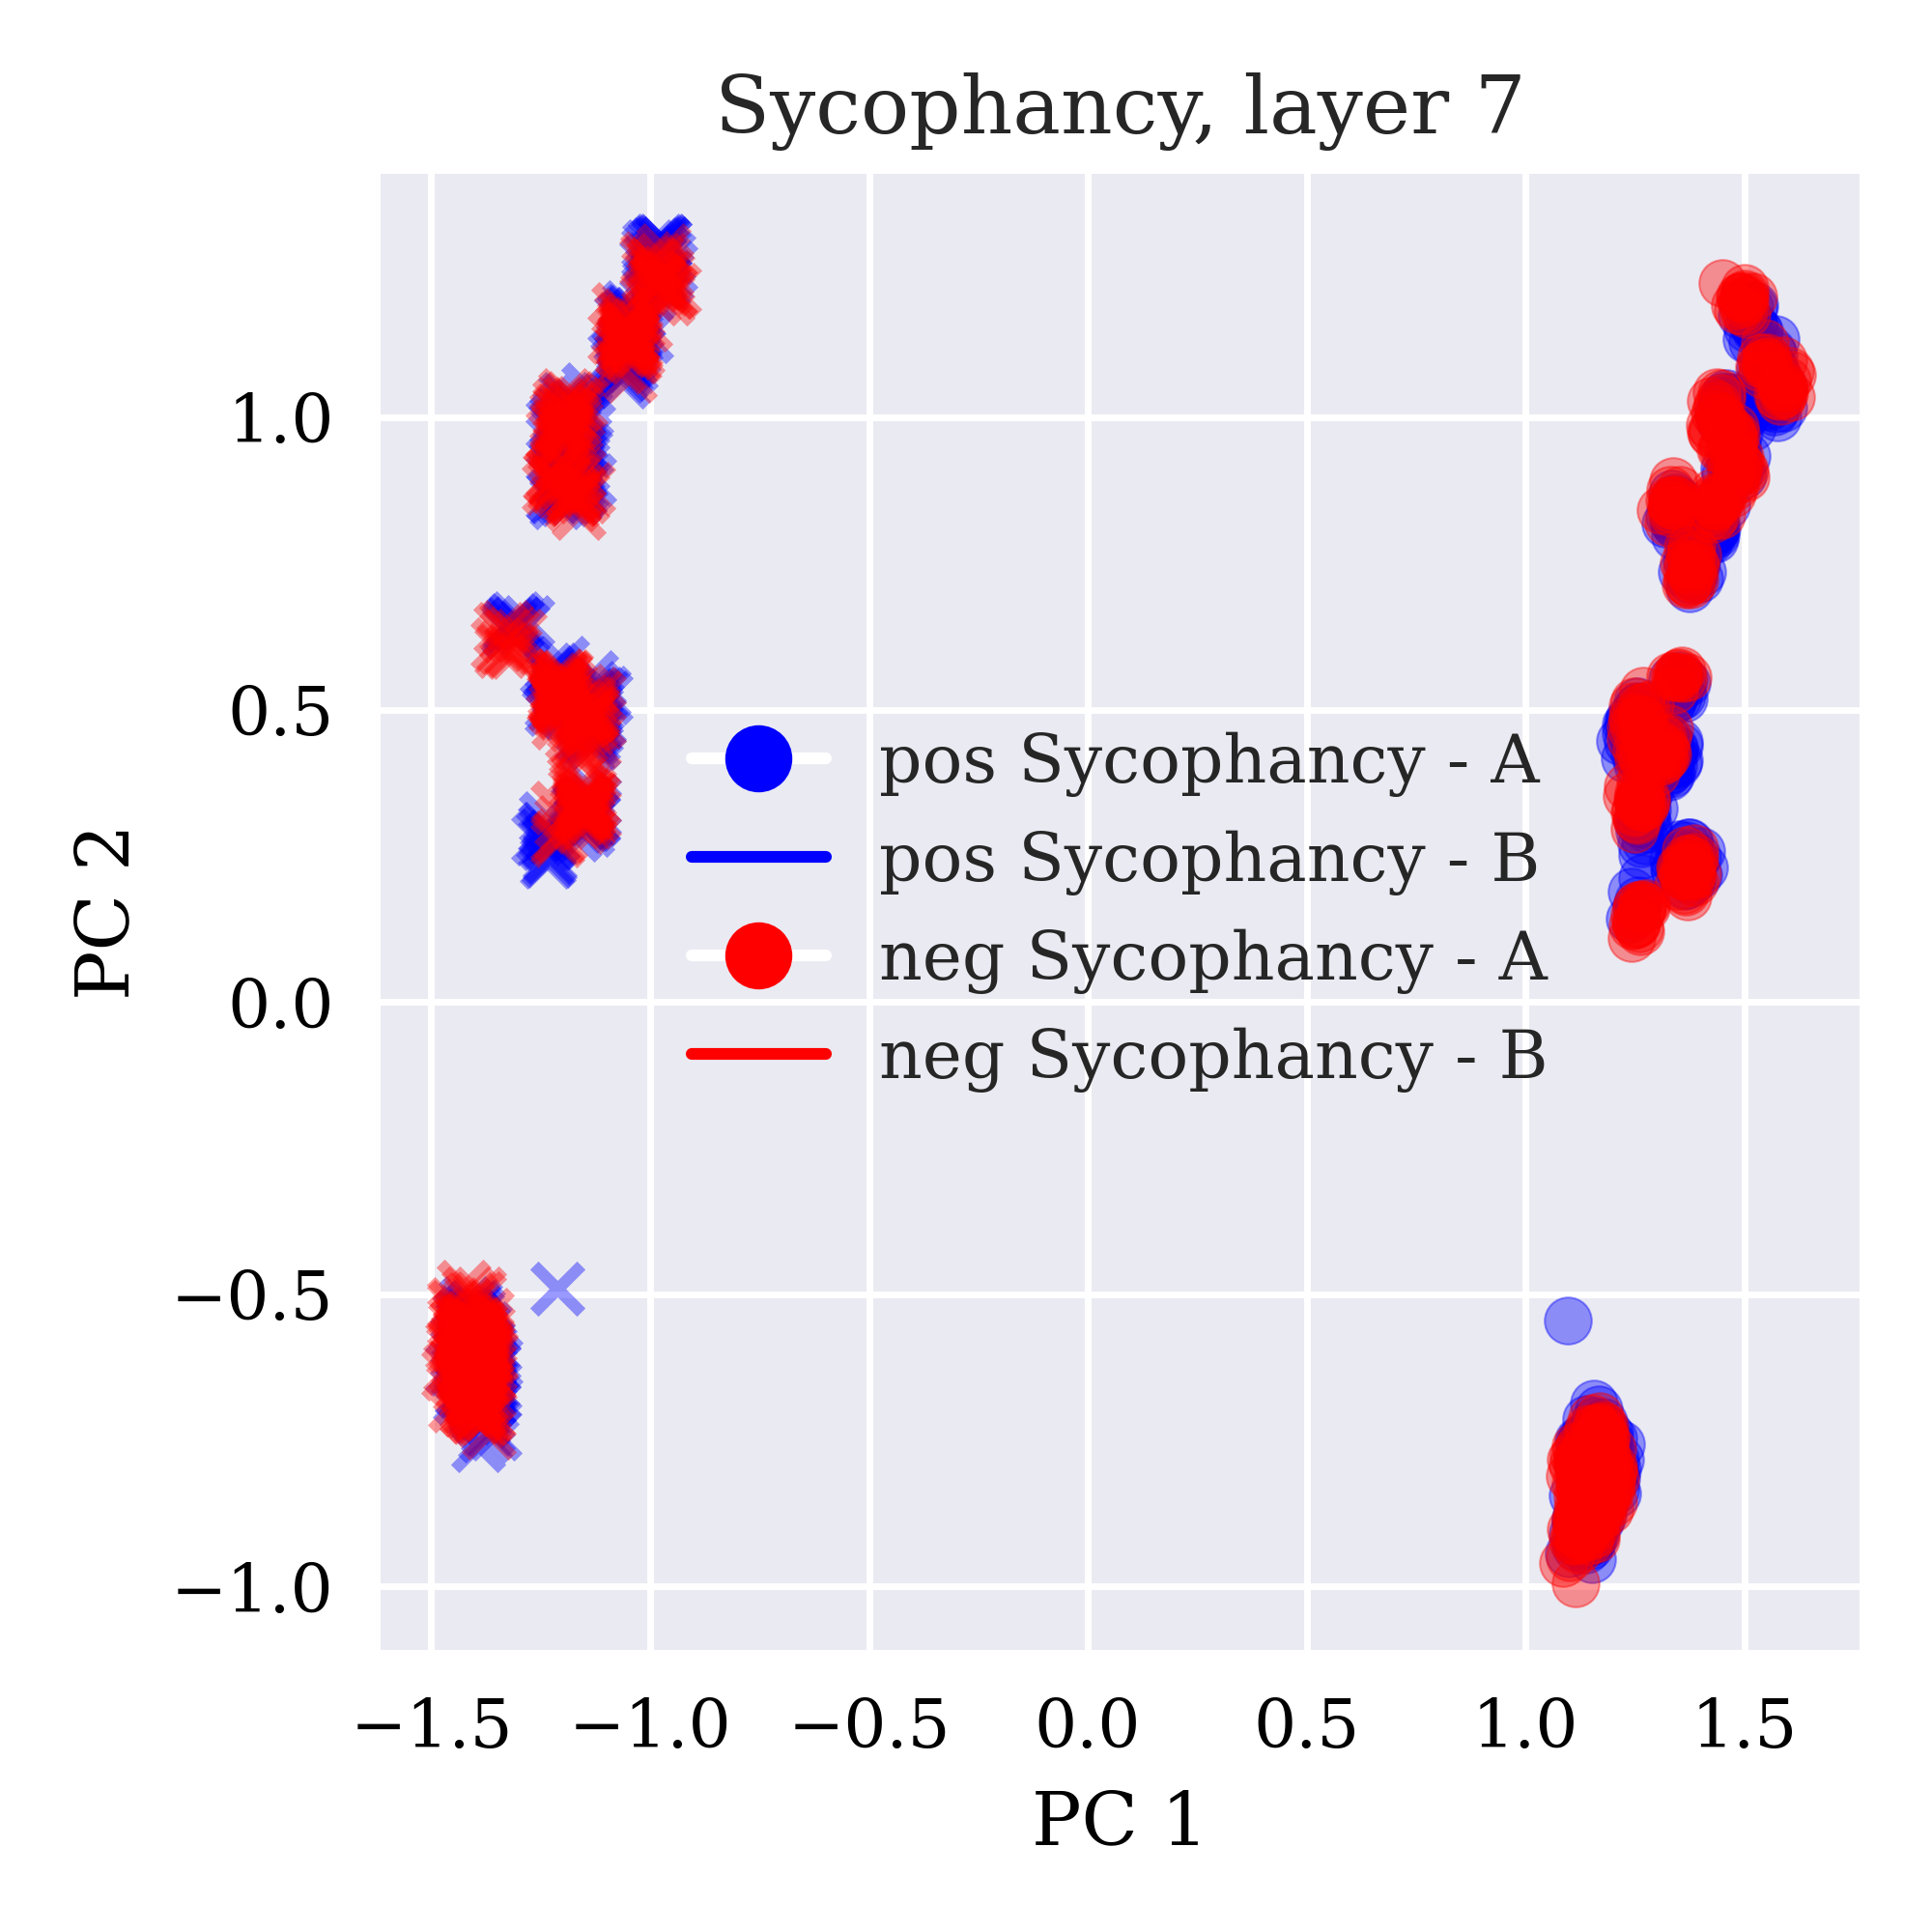 Sycophancy, layer 7
PC 2
1.0
0.5
0.0
−0.5
−1.0
pos Sycophancy - A
pos Sycophancy - B
neg Sycophancy - A
neg Sycophancy - B
−1.5 −1.0 −0.5 0.0 0.5 1.0 1.5
PC 1